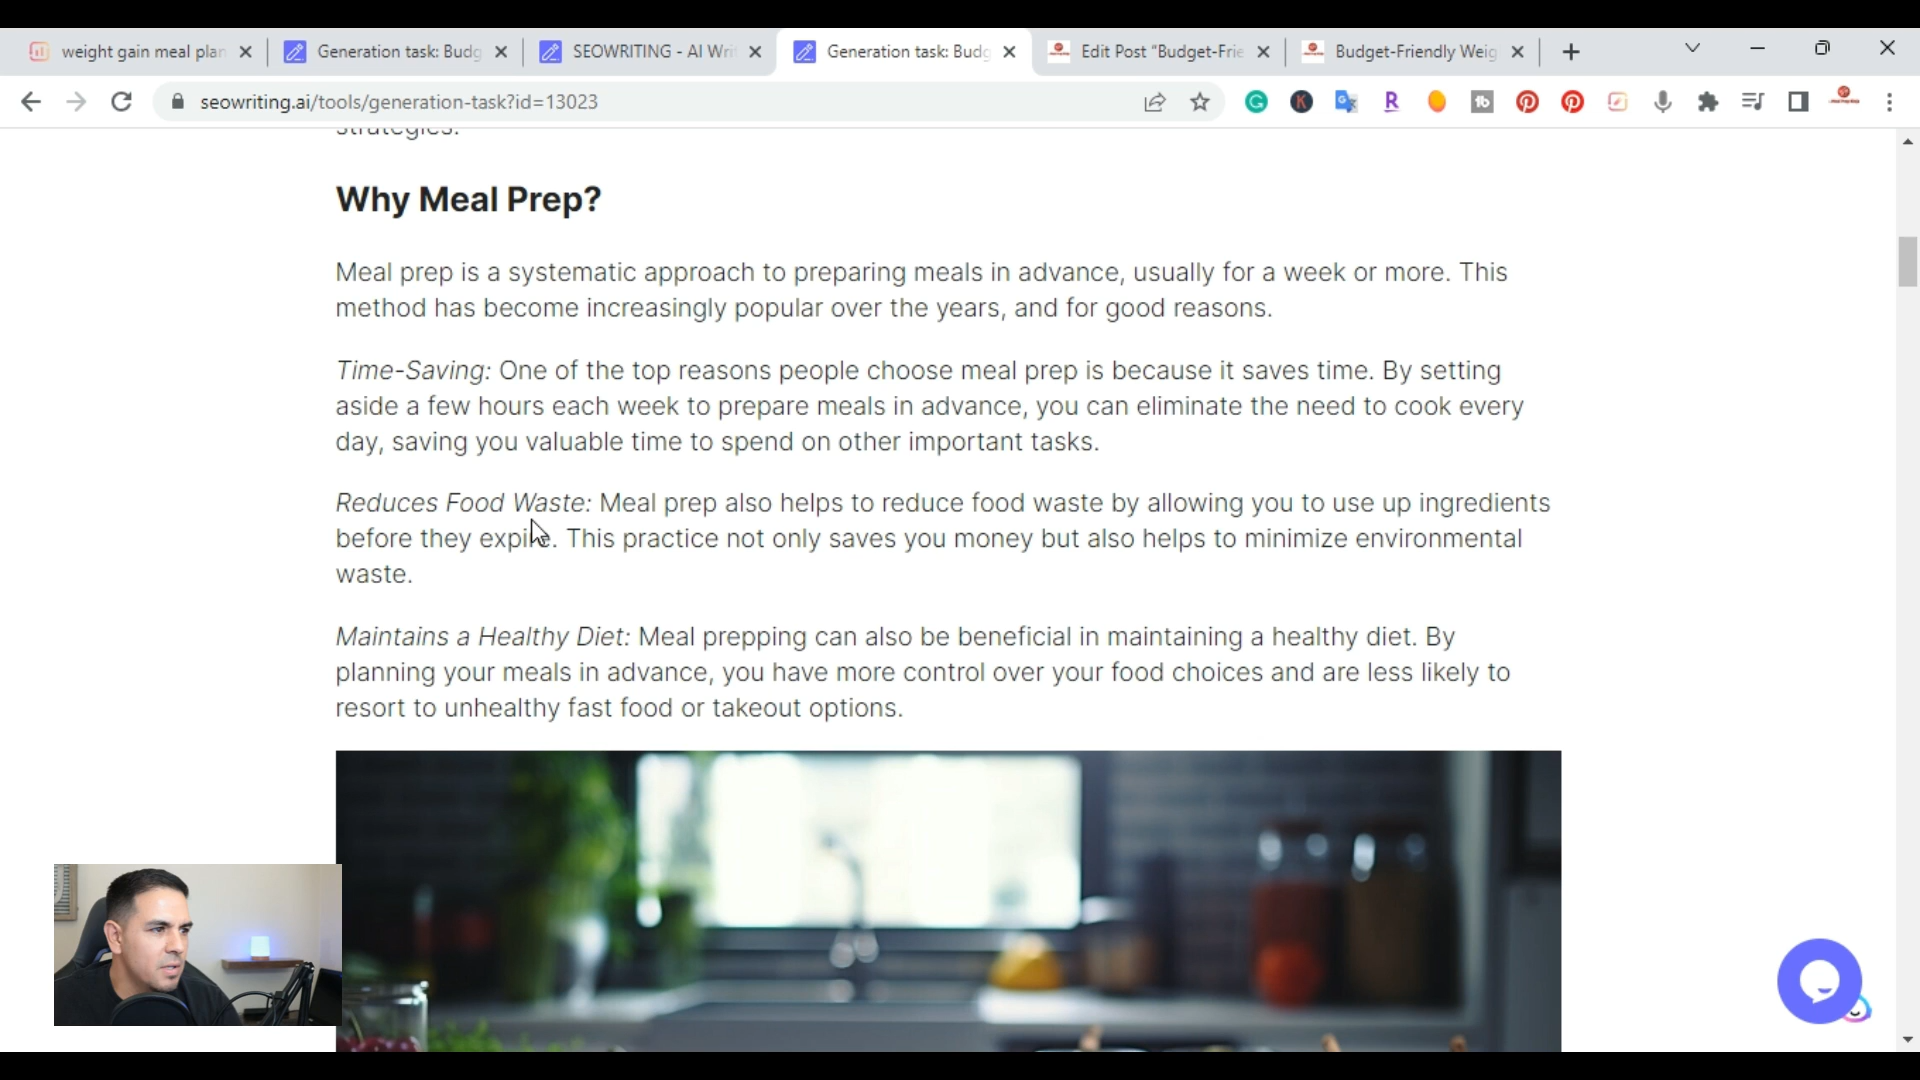 weight gain meal plan
Generation task: Budg
SEOWRITING - AI Wri
Generation task: Budg
Edit Post “Budget-Frie
Budget-Friendly Weig
seowriting.ai/tools/generation-task?id=13023
strategies.
Why Meal Prep?
Meal prep is a systematic approach to preparing meals in advance, usually for a week or more. This
method has become increasingly popular over the years, and for good reasons.
Time-Saving: One of the top reasons people choose meal prep is because it saves time. By setting
aside a few hours each week to prepare meals in advance, you can eliminate the need to cook every
day, saving you valuable time to spend on other important tasks.
Reduces Food Waste: Meal prep also helps to reduce food waste by allowing you to use up ingredients
before they expire. This practice not only saves you money but also helps to minimize environmental
waste.
Maintains a Healthy Diet: Meal prepping can also be beneficial in maintaining a healthy diet. By
planning your meals in advance, you have more control over your food choices and are less likely to
resort to unhealthy fast food or takeout options.